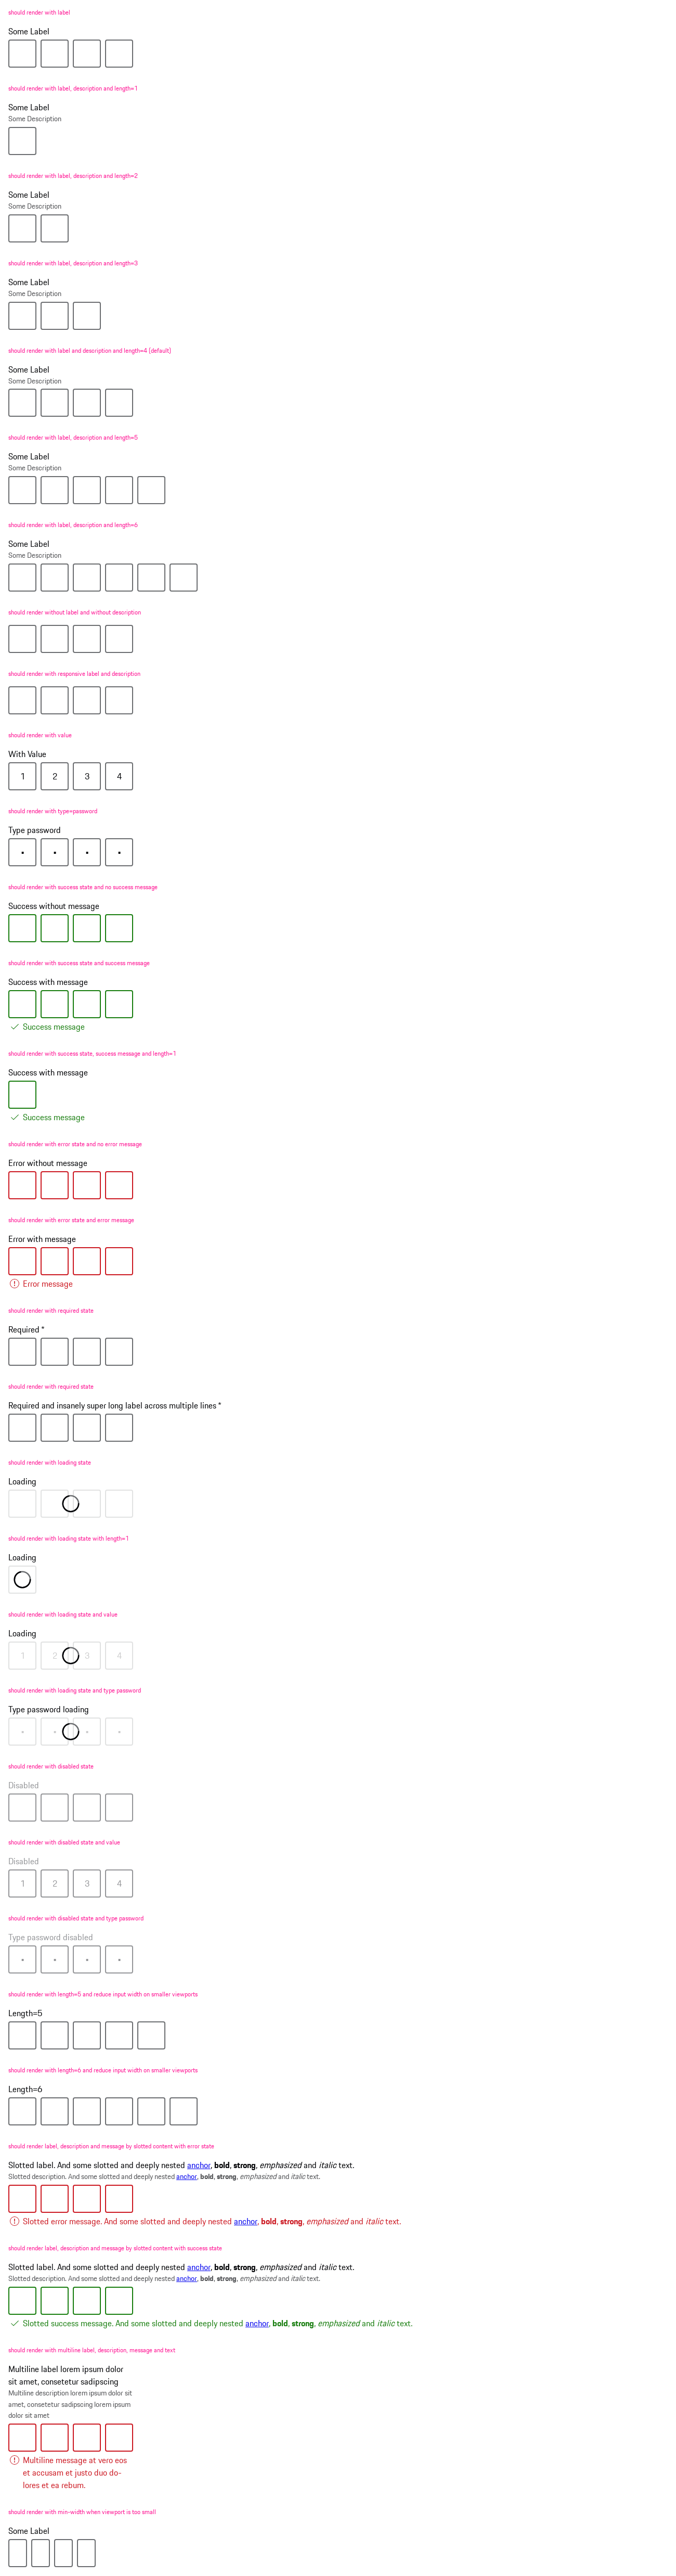 should render with label
Some Label
should render with label, description and length=1
Some Label
Some Description
should render with label, description and length=2
Some Label
Some Description
should render with label, description and length=3
Some Label
Some Description
should render with label and description and length=4 (default)
Some Label
Some Description
should render with label, description and length=5
Some Label
Some Description
should render with label, description and length=6
Some Label
Some Description
should render without label and without description
should render with responsive label and description
should render with value
With Value
1 2 3 4
should render with type=password
Type password
should render with success state and no success message
Success without message
should render with success state and success message
Success with message
Success message
should render with success state, success message and length=1
Success with message
Success message
should render with error state and no error message
Error without message
should render with error state and error message
Error with message
Error message
should render with required state
Required *
should render with required state
Required and insanely super long label across multiple lines *
should render with loading state
Loading
should render with loading state with length=1
Loading
should render with loading state and value
Loading
1 2 3 4
should render with loading state and type password
Type password loading
should render with disabled state
Disabled
should render with disabled state and value
Disabled
1 2 3 4
should render with disabled state and type password
Type password disabled
should render with length=5 and reduce input width on smaller viewports
Length=5
should render with length=6 and reduce input width on smaller viewports
Length=6
should render label, description and message by slotted content with error state
Slotted label. And some slotted and deeply nested anchor, bold, strong, emphasized and italic text.
Slotted description. And some slotted and deeply nested anchor, bold, strong, emphasized and italic text.
Slotted error message. And some slotted and deeply nested anchor, bold, strong, emphasized and italic text.
should render label, description and message by slotted content with success state
Slotted label. And some slotted and deeply nested anchor, bold, strong, emphasized and italic text.
Slotted description. And some slotted and deeply nested anchor, bold, strong, emphasized and italic text.
Slotted success message. And some slotted and deeply nested anchor, bold, strong, emphasized and italic text.
should render with multiline label, description, message and text
Multiline label lorem ipsum dolor
sit amet, consetetur sadipscing
Multiline description lorem ipsum dolor sit
amet, consetetur sadipscing lorem ipsum
dolor sit amet
Multiline message at vero eos
et accusam et justo duo do-
lores et ea rebum.
should render with min-width when viewport is too small
Some Label